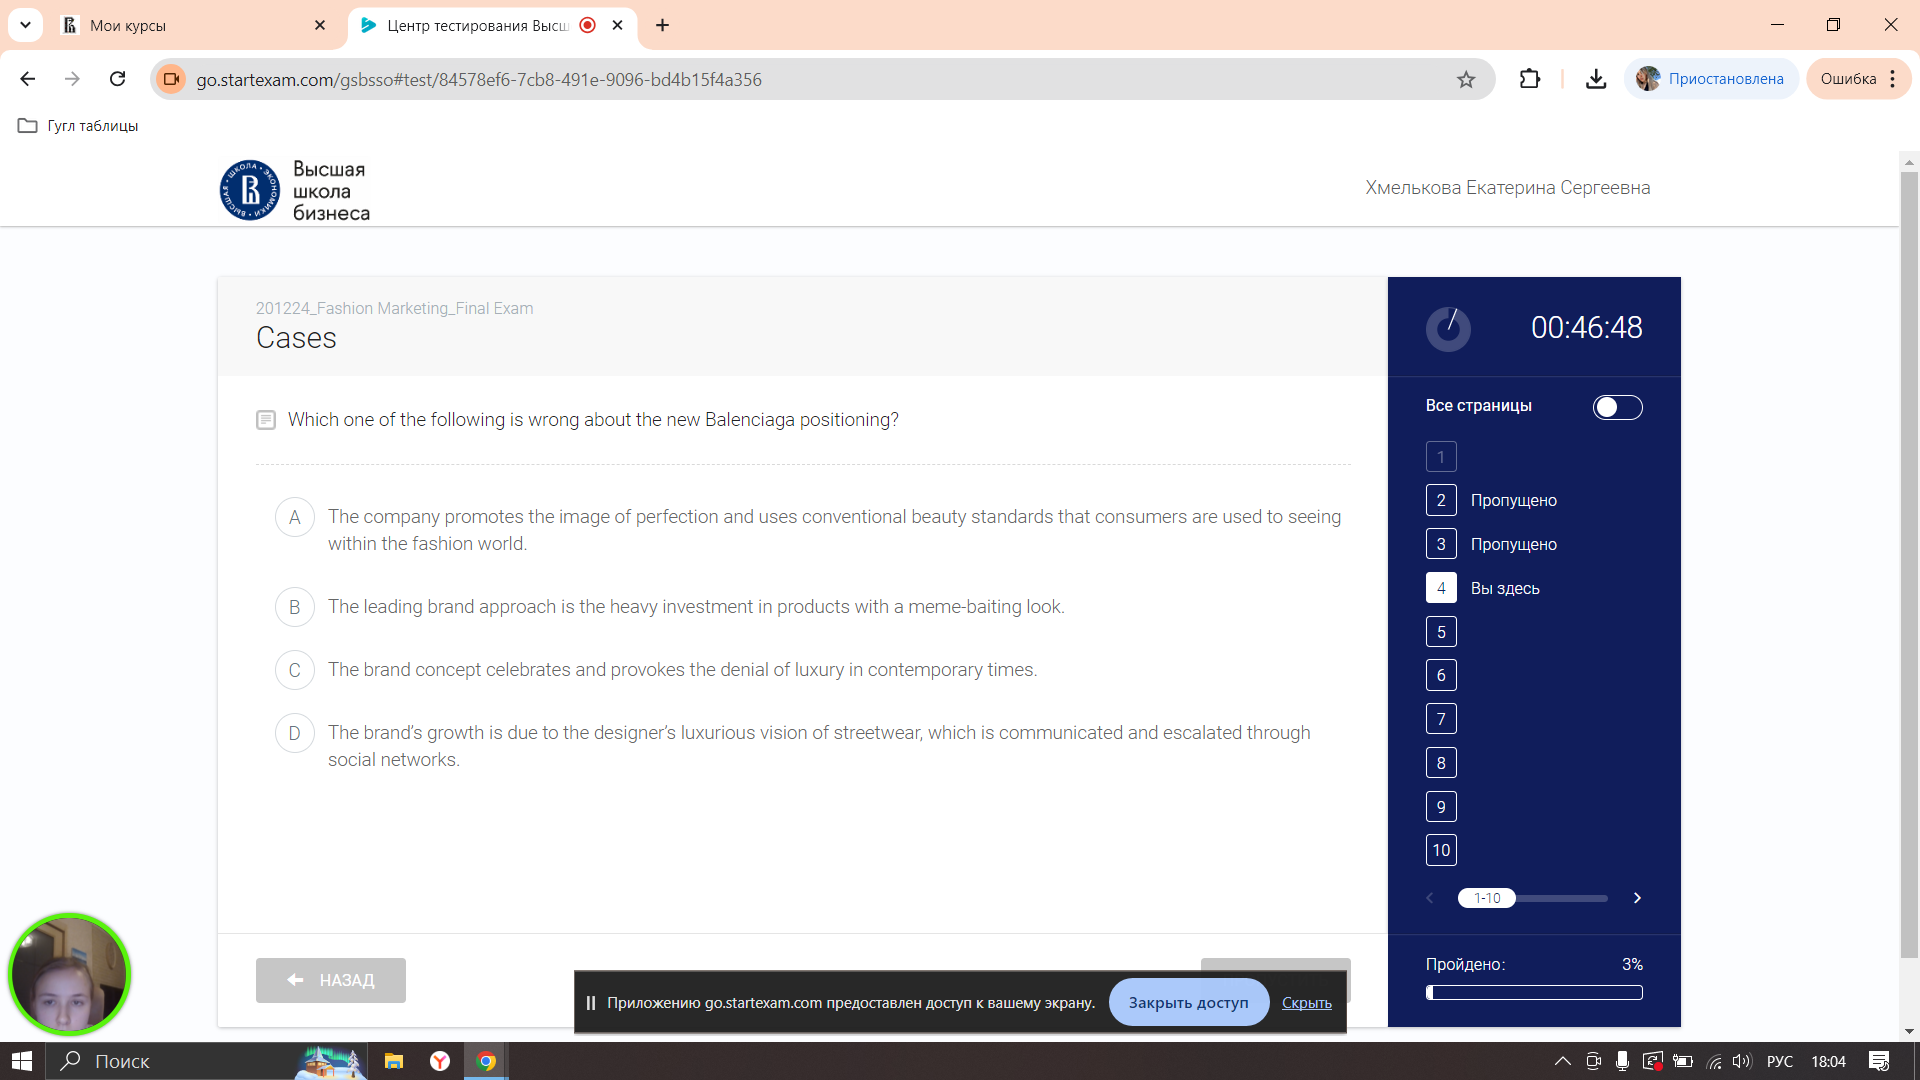 Мои курсы
Центр тестирования Высш
go.startexam.com/gsbsso#test/84578ef6-7cb8-491e-9096-bd4b15f4a356
Приостановлена
Ошибка
Гугл таблицы
Высшая
школа
бизнеса
Хмелькова Екатерина Сергеевна
201224_Fashion Marketing_Final Exam
Cases
00:46:48
Which one of the following is wrong about the new Balenciaga positioning?
A
The company promotes the image of perfection and uses conventional beauty standards that consumers are used to seeing
within the fashion world.
B
The leading brand approach is the heavy investment in products with a meme-baiting look.
C
The brand concept celebrates and provokes the denial of luxury in contemporary times.
D
The brand’s growth is due to the designer’s luxurious vision of streetwear, which is communicated and escalated through
social networks.
Все страницы
1
2 Пропущено
3 Пропущено
4 Вы здесь
5
6
7
8
9
10
1-10
Пройдено: 3%
НАЗАД
Приложению go.startexam.com предоставлен доступ к вашему экрану.
Закрыть доступ
Скрыть
Поиск
РУС
18:04